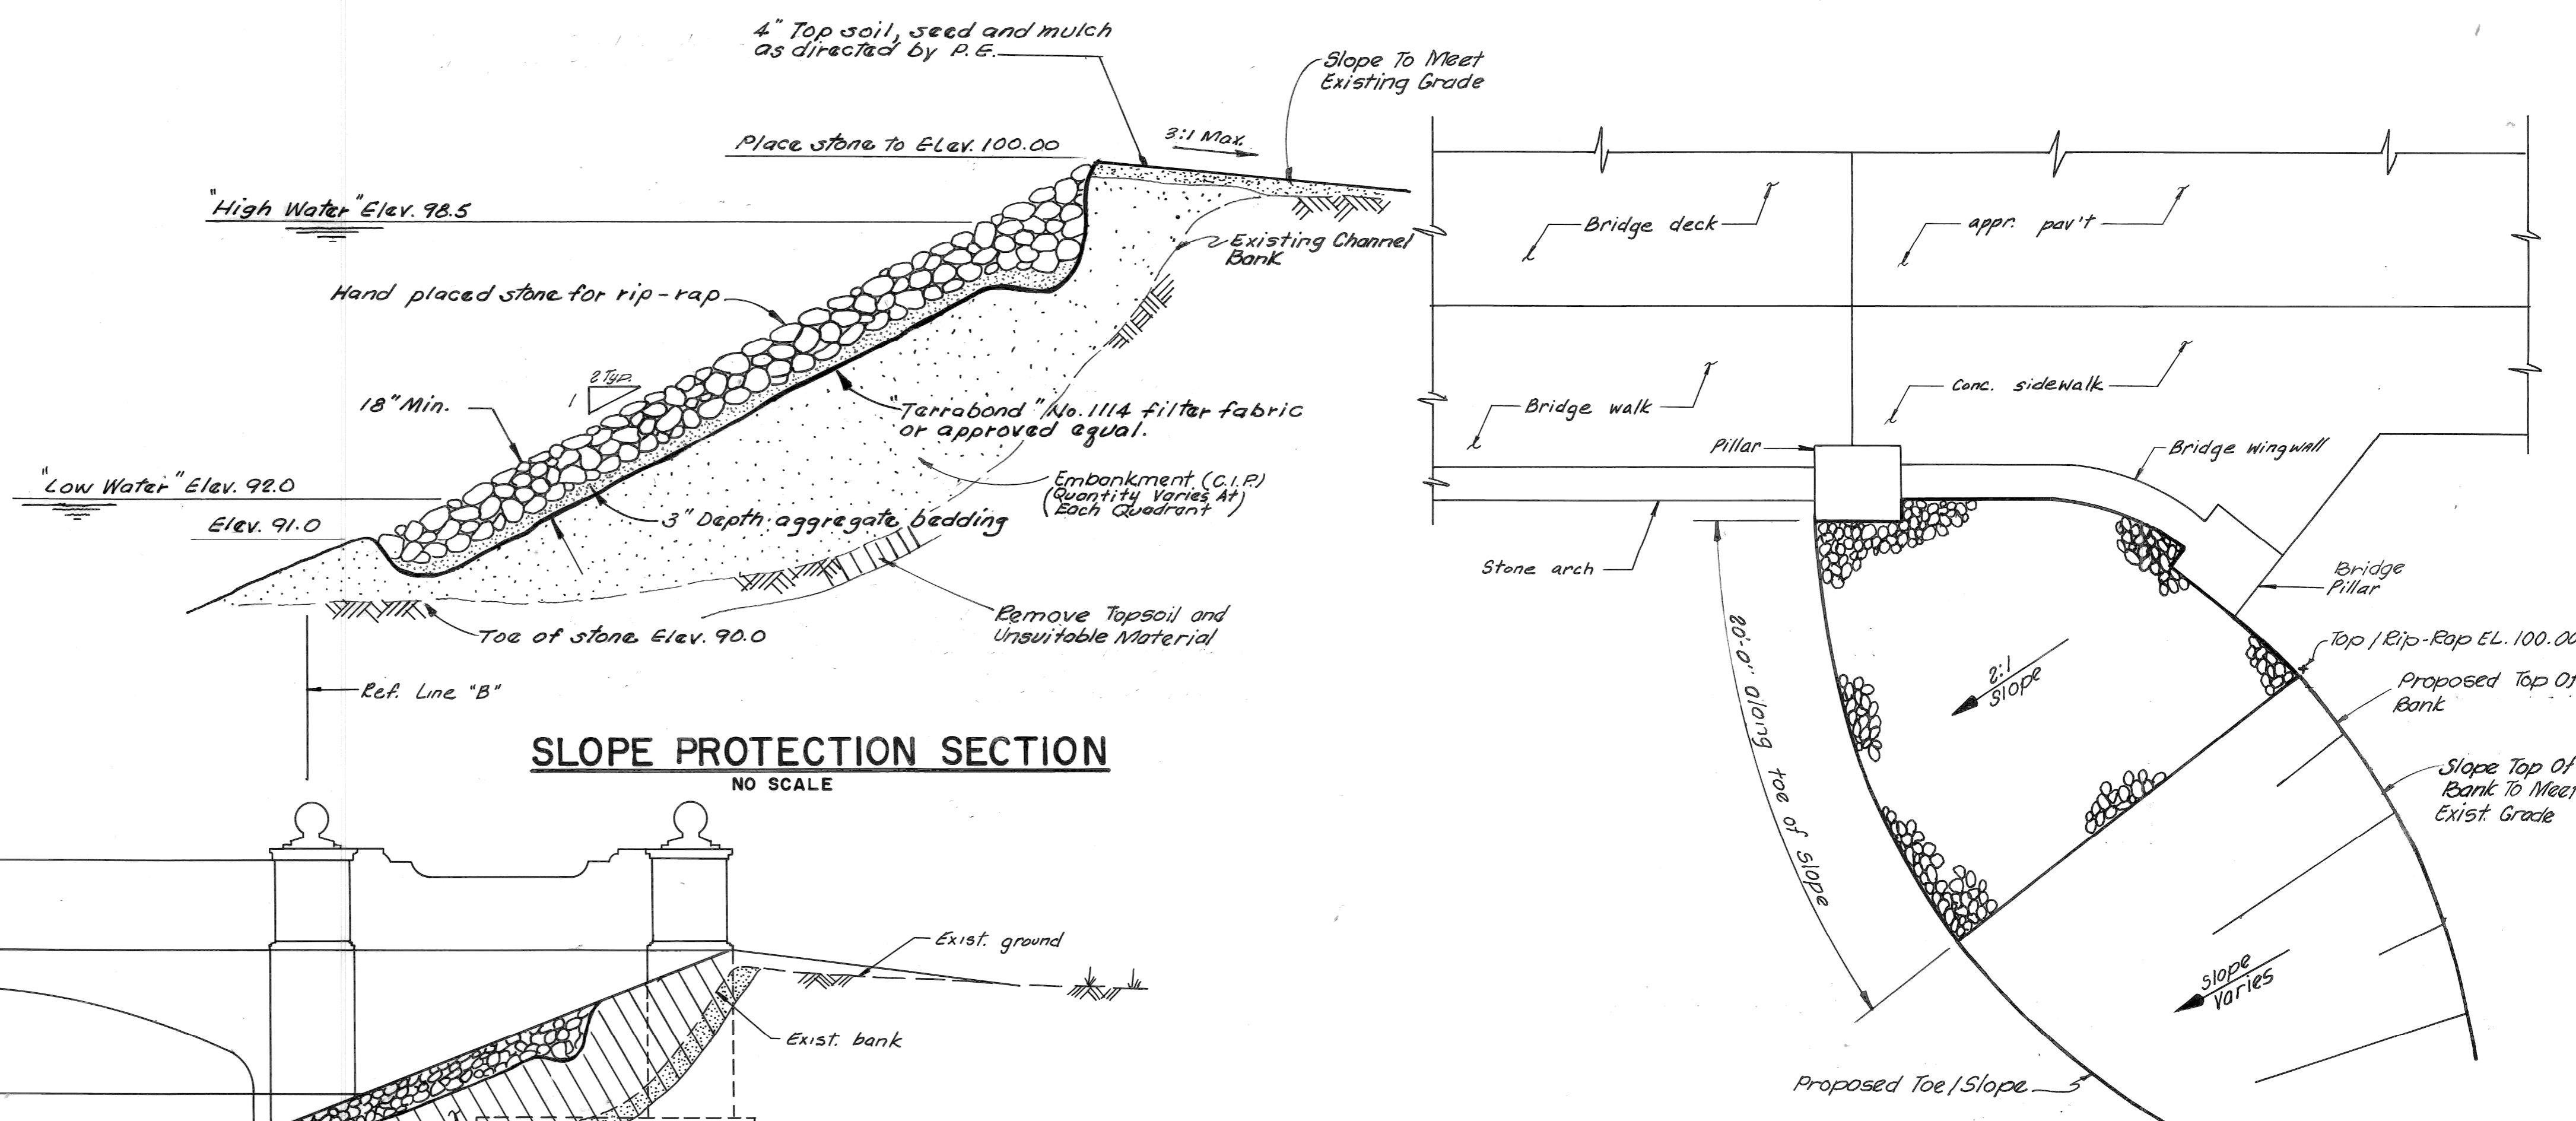 4" Top soil, seed and mulch
as directed by P.E.
Slope To Meet
Existing Grade
Place stone to Elev. 100.00
3:1 Max.
"High Water" Elev. 98.5
Existing Channel
Bank
Hand placed stone for rip-rap
2 Typ.
1
18" Min.
"Terrabond" No. 1114 filter fabric
or approved equal.
"Low Water" Elev. 92.0
Embankment (C.I.P.)
(Quantity Varies At)
(Each Quadrant)
3" Depth aggregate bedding
Elev. 91.0
Remove Topsoil and
Unsuitable Material
Toe of stone Elev. 90.0
Ref. Line "B"
SLOPE PROTECTION SECTION
NO SCALE
Exist. ground
Exist. bank
Bridge deck
appr. pav't
Bridge walk
Conc. sidewalk
Pillar
Bridge wingwall
Stone arch
Bridge
Pillar
20'-0" along toe of slope
2:1
Slope
Top/Rip-Rap EL. 100.00
Proposed Top Of
Bank
Slope Top Of
Bank To Meet
Exist. Grade
slope
varies
Proposed Toe/Slope